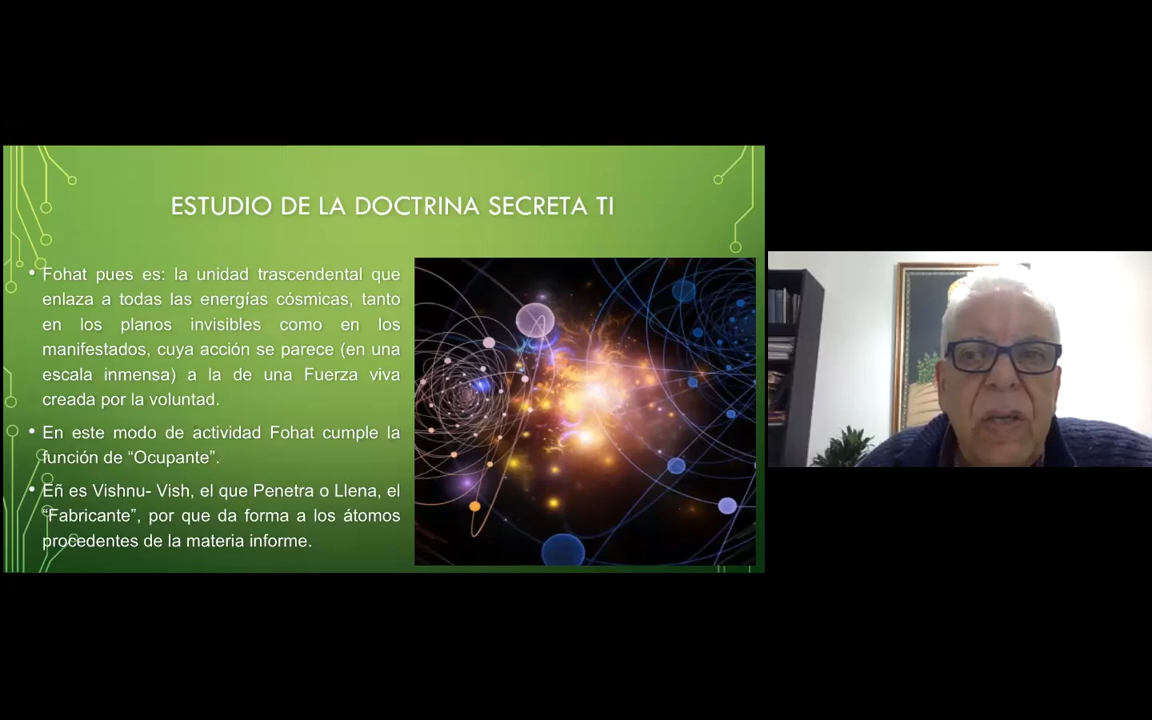 ESTUDIO DE LA DOCTRINA SECRETA TI
• Fohat pues es: la unidad trascendental que
enlaza a todas las energías cósmicas, tanto
en los planos invisibles como en los
manifestados, cuya acción se parece (en una
escala inmensa) a la de una Fuerza viva
creada por la voluntad.
• En este modo de actividad Fohat cumple la
función de “Ocupante”.
• Eñ es Vishnu- Vish, el que Penetra o Llena, el
“Fabricante”, por que da forma a los átomos
procedentes de la materia informe.